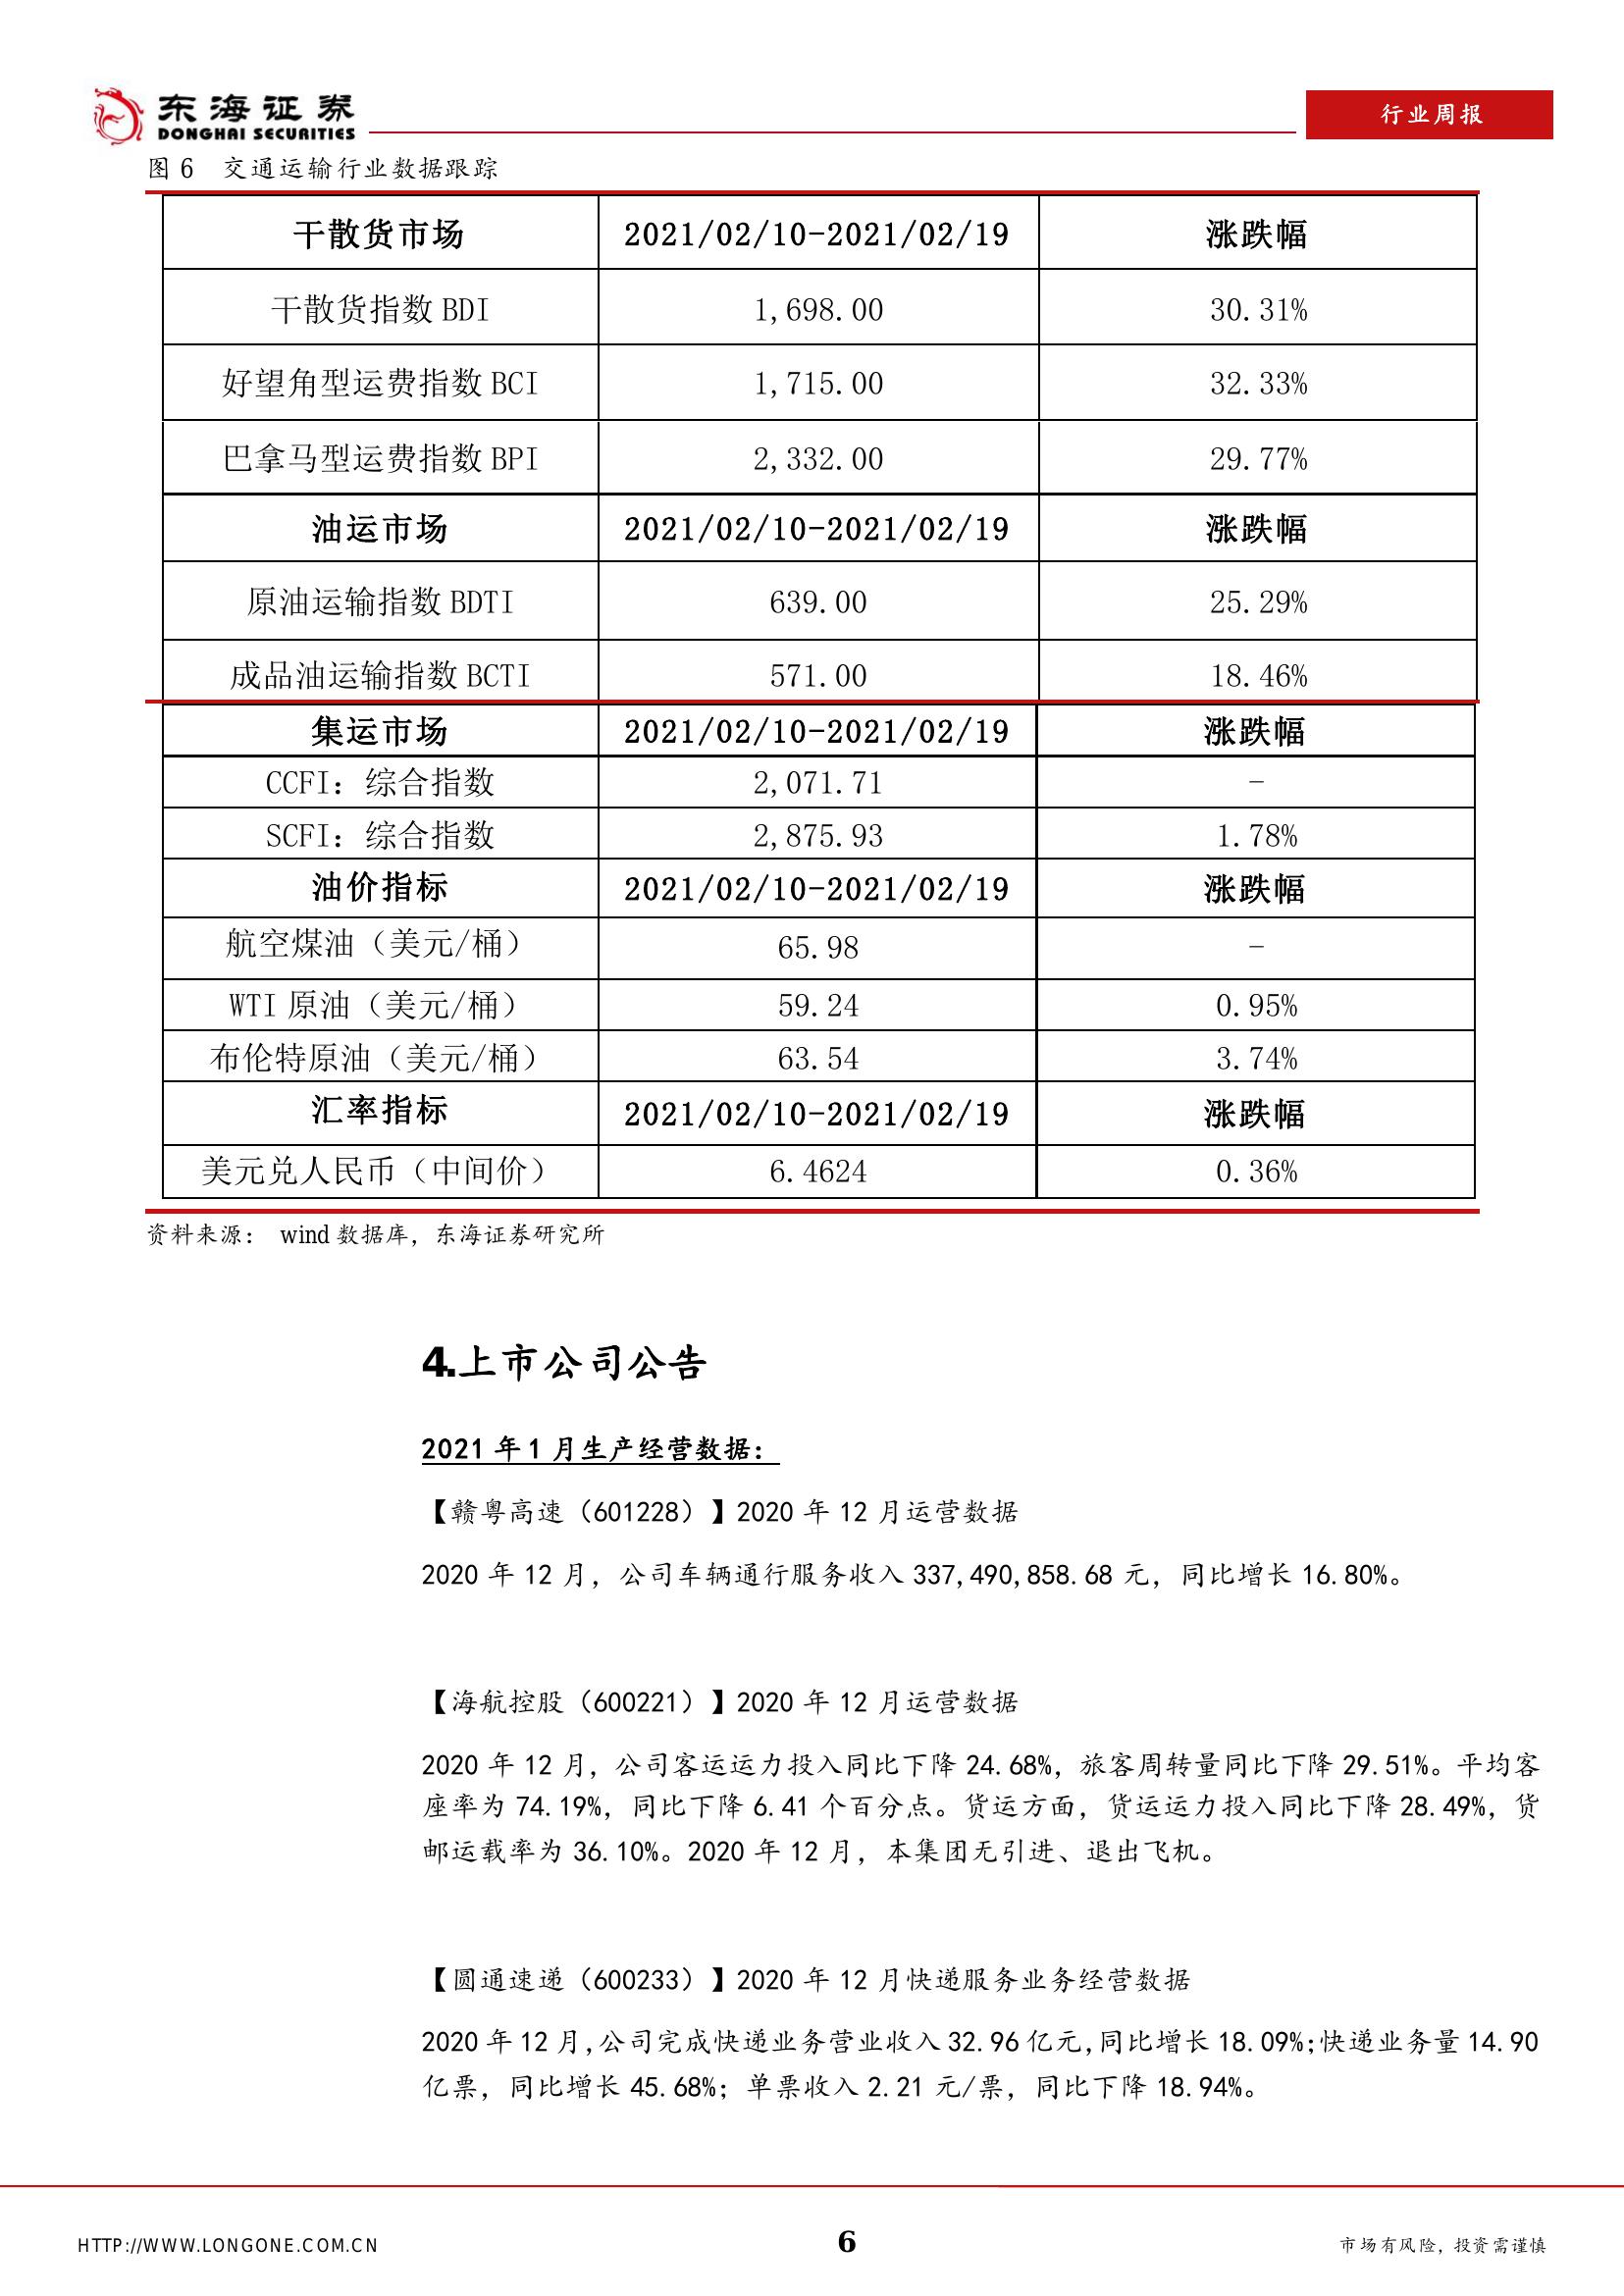 东海证券
DONGHAI SECURITIES
行业周报
图 6 交通运输行业数据跟踪
干散货市场 2021/02/10-2021/02/19 涨跌幅
干散货指数 BDI 1,698.00 30.31%
好望角型运费指数 BCI 1,715.00 32.33%
巴拿马型运费指数 BPI 2,332.00 29.77%
油运市场 2021/02/10-2021/02/19 涨跌幅
原油运输指数 BDTI 639.00 25.29%
成品油运输指数 BCTI 571.00 18.46%
集运市场 2021/02/10-2021/02/19 涨跌幅
CCFI：综合指数 2,071.71 -
SCFI：综合指数 2,875.93 1.78%
油价指标 2021/02/10-2021/02/19 涨跌幅
航空煤油（美元/桶） 65.98 -
WTI 原油（美元/桶） 59.24 0.95%
布伦特原油（美元/桶） 63.54 3.74%
汇率指标 2021/02/10-2021/02/19 涨跌幅
美元兑人民币（中间价） 6.4624 0.36%
资料来源： wind 数据库，东海证券研究所
4.上市公司公告
2021 年 1 月生产经营数据：
【赣粤高速（601228）】2020 年 12 月运营数据
2020 年 12 月，公司车辆通行服务收入 337,490,858.68 元，同比增长 16.80%。
【海航控股（600221）】2020 年 12 月运营数据
2020 年 12 月，公司客运运力投入同比下降 24.68%，旅客周转量同比下降 29.51%。平均客
座率为 74.19%，同比下降 6.41 个百分点。货运方面，货运运力投入同比下降 28.49%，货
邮运载率为 36.10%。2020 年 12 月，本集团无引进、退出飞机。
【圆通速递（600233）】2020 年 12 月快递服务业务经营数据
2020 年 12 月,公司完成快递业务营业收入 32.96 亿元,同比增长 18.09%;快递业务量 14.90
亿票，同比增长 45.68%；单票收入 2.21 元/票，同比下降 18.94%。
HTTP://WWW.LONGONE.COM.CN 6 市场有风险，投资需谨慎